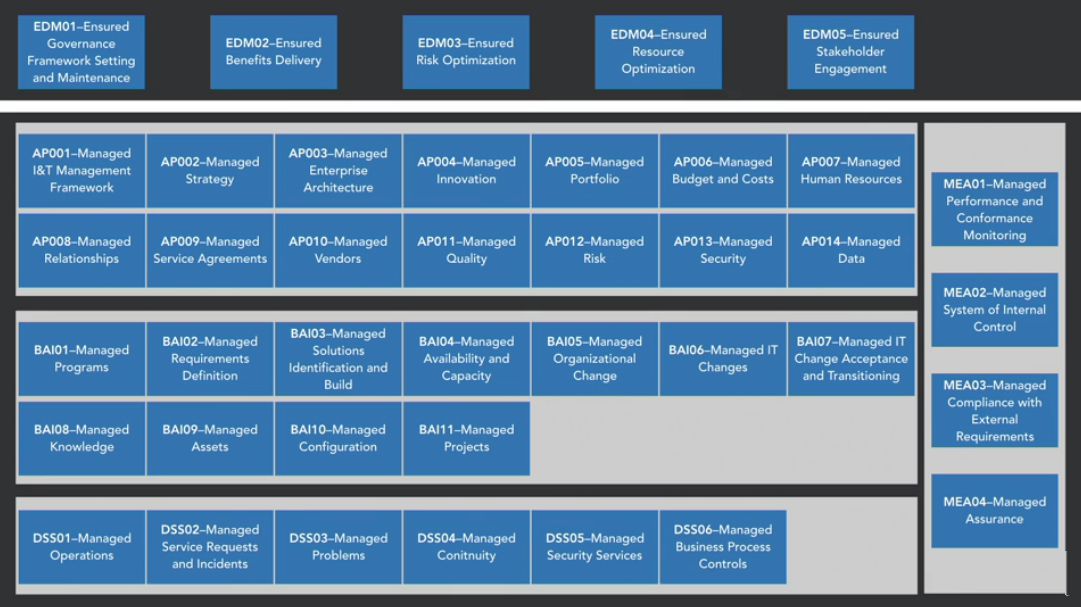 EDM01–Ensured
Governance
Framework Setting
and Maintenance
EDM02–Ensured
Benefits Delivery
EDM03–Ensured
Risk Optimization
EDM04–Ensured
Resource
Optimization
EDM05–Ensured
Stakeholder
Engagement
AP001–Managed
I&T Management
Framework
AP002–Managed
Strategy
AP003–Managed
Enterprise
Architecture
AP004–Managed
Innovation
AP005–Managed
Portfolio
AP006–Managed
Budget and Costs
AP007–Managed
Human Resources
AP008–Managed
Relationships
AP009–Managed
Service Agreements
AP010–Managed
Vendors
AP011–Managed
Quality
AP012–Managed
Risk
AP013–Managed
Security
AP014–Managed
Data
BAI01–Managed
Programs
BAI02–Managed
Requirements
Definition
BAI03–Managed
Solutions
Identification and
Build
BAI04–Managed
Availability and
Capacity
BAI05–Managed
Organizational
Change
BAI06–Managed IT
Changes
BAI07–Managed IT
Change Acceptance
and Transitioning
BAI08–Managed
Knowledge
BAI09–Managed
Assets
BAI10–Managed
Configuration
BAI11–Managed
Projects
DSS01–Managed
Operations
DSS02–Managed
Service Requests
and Incidents
DSS03–Managed
Problems
DSS04–Managed
Conitnuity
DSS05–Managed
Security Services
DSS06–Managed
Business Process
Controls
MEA01–Managed
Performance and
Conformance
Monitoring
MEA02–Managed
System of Internal
Control
MEA03–Managed
Compliance with
External
Requirements
MEA04–Managed
Assurance